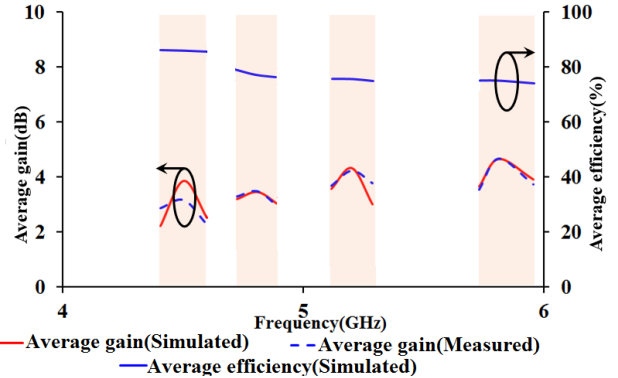 10
8
6
4
2
0
Average gain(dB)
100
80
60
40
20
0
Average efficiency(%)
4
5
6
Frequency(GHz)
Average gain(Simulated)
Average gain(Measured)
Average efficiency(Simulated)